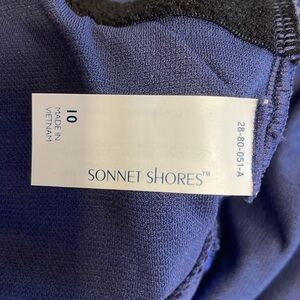 10
MADE IN
VIETNAM
SONNET SHORES™
28-80-051-A